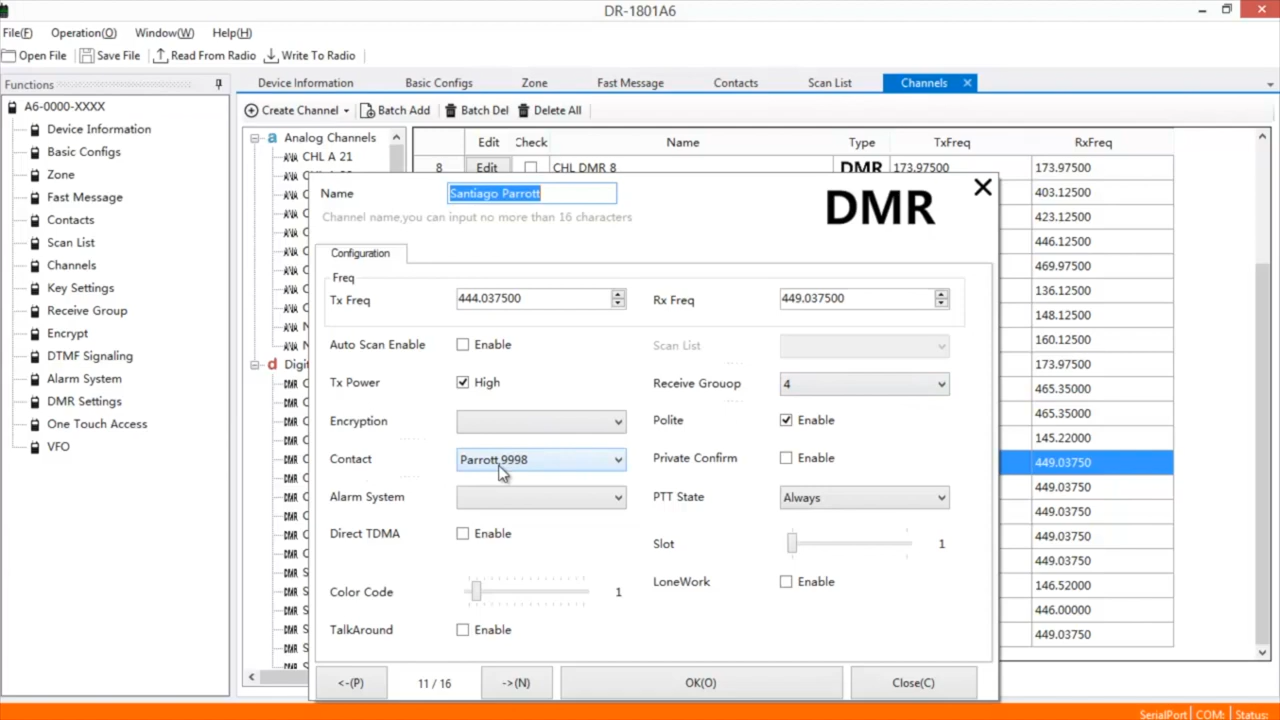 DR-1801A6
File(F) Operation(O) Window(W) Help(H)
Open File Save File Read From Radio Write To Radio
Functions
A6-0000-XXXX
Device Information
Basic Configs
Zone
Fast Message
Contacts
Scan List
Channels
Key Settings
Receive Group
Encrypt
DTMF Signaling
Alarm System
DMR Settings
One Touch Access
VFO
Device Information Basic Configs Zone Fast Message Contacts Scan List Channels
Create Channel Batch Add Batch Del Delete All
Analog Channels
CHL A 21
Edit Check Name Type TxFreq RxFreq
8 Edit CHL DMR 8 DMR 173.97500 173.97500
403.12500
423.12500
446.12500
469.97500
136.12500
148.12500
160.12500
173.97500
465.35000
465.35000
145.22000
449.03750
449.03750
449.03750
449.03750
449.03750
146.52000
446.00000
449.03750
Name Santiago Parrott DMR
Channel name,you can input no more than 16 characters
Configuration
Freq
Tx Freq 444.037500 Rx Freq 449.037500
Auto Scan Enable Enable Scan List
Tx Power High Receive Groop 4
Encryption Polite Enable
Contact Parrott 9998 Private Confirm Enable
Alarm System PTT State Always
Direct TDMA Enable Slot 1
Color Code 1 LoneWork Enable
TalkAround Enable
<-(P) 11 / 16 ->(N) OK(O) Close(C)
SerialPort COM: Status: